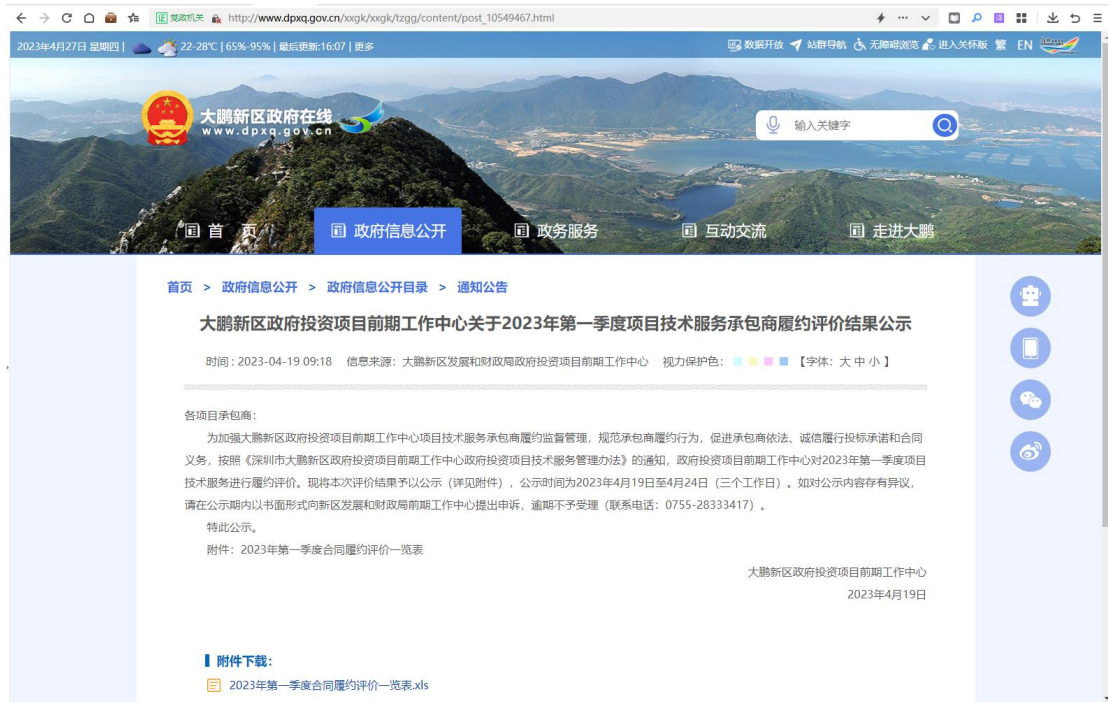 证 党政机关 http://www.dpxq.gov.cn/xxgk/xxgk/tzgg/content/post_10549467.html
2023年4月27日 星期四 | 22-28℃ | 65%-95% | 最后更新:16:07 | 更多 数据开放 站群导航 无障碍浏览 进入关怀版 繁 EN
大鹏新区政府在线
www.dpxq.gov.cn
输入关键字
首 页 政府信息公开 政务服务 互动交流 走进大鹏
首页 > 政府信息公开 > 政府信息公开目录 > 通知公告
大鹏新区政府投资项目前期工作中心关于2023年第一季度项目技术服务承包商履约评价结果公示
时间 : 2023-04-19 09:18 信息来源：大鹏新区发展和财政局政府投资项目前期工作中心 视力保护色： 【字体：大 中 小 】
各项目承包商：
为加强大鹏新区政府投资项目前期工作中心项目技术服务承包商履约监督管理，规范承包商履约行为，促进承包商依法、诚信履行投标承诺和合同
义务，按照《深圳市大鹏新区政府投资项目前期工作中心政府投资项目技术服务管理办法》的通知，政府投资项目前期工作中心对2023年第一季度项目
技术服务进行履约评价。现将本次评价结果予以公示（详见附件），公示时间为2023年4月19日至4月24日（三个工作日）。如对公示内容存有异议，
请在公示期内以书面形式向新区发展和财政局前期工作中心提出申诉，逾期不予受理（联系电话：0755-28333417）。
特此公示。
附件：2023年第一季度合同履约评价一览表
大鹏新区政府投资项目前期工作中心
2023年4月19日
附件下载：
2023年第一季度合同履约评价一览表.xls